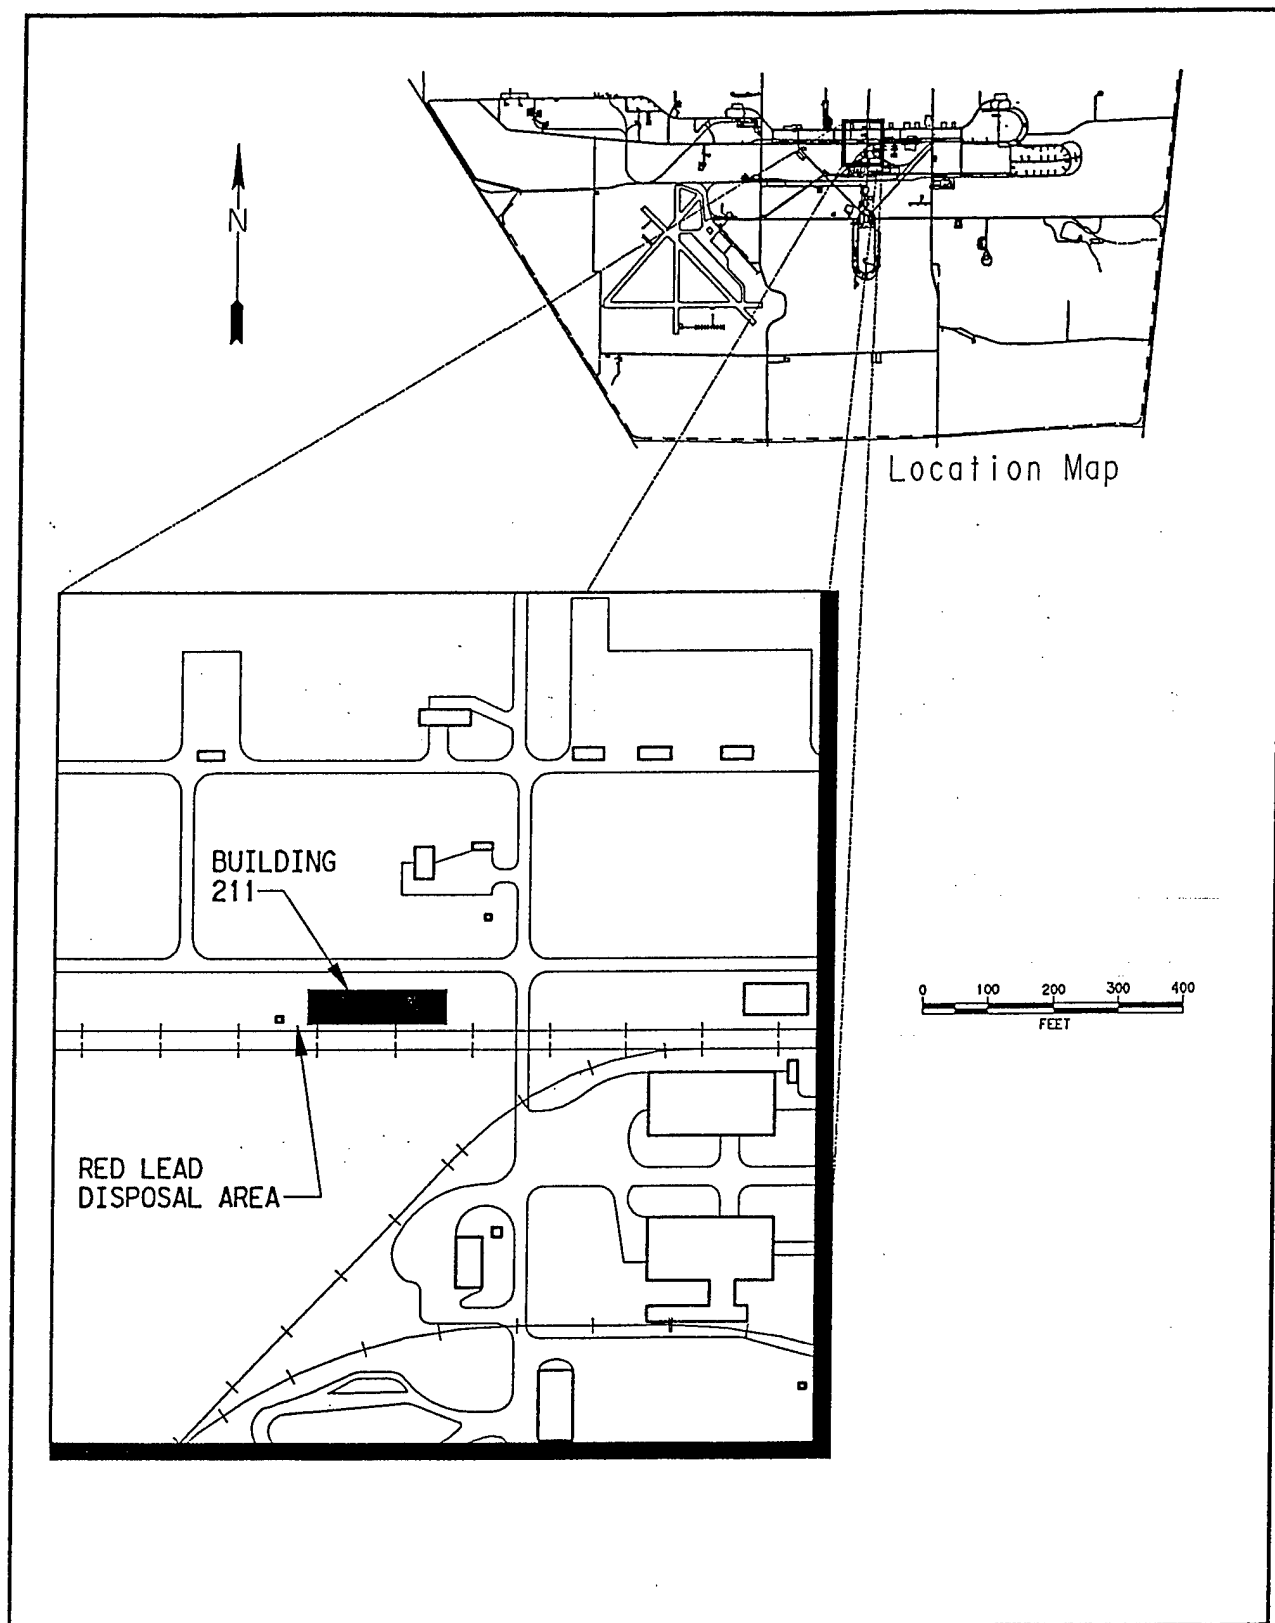 N
Location Map
BUILDING
211
0 100 200 300 400
FEET
RED LEAD
DISPOSAL AREA